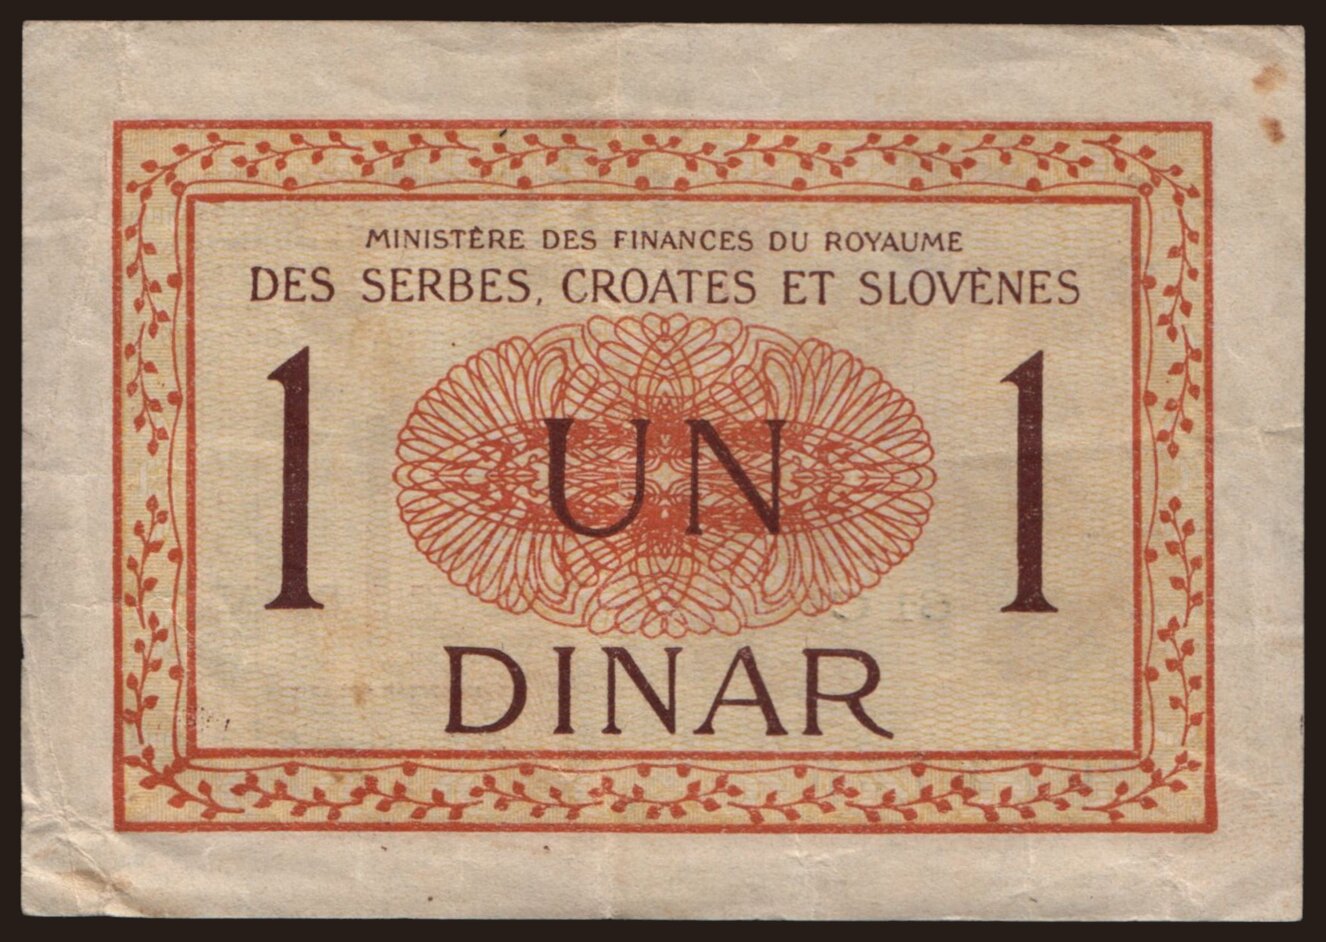 MINISTÈRE DES FINANCES DU ROYAUME
DES SERBES, CROATES ET SLOVÈNES
1 UN 1
DINAR